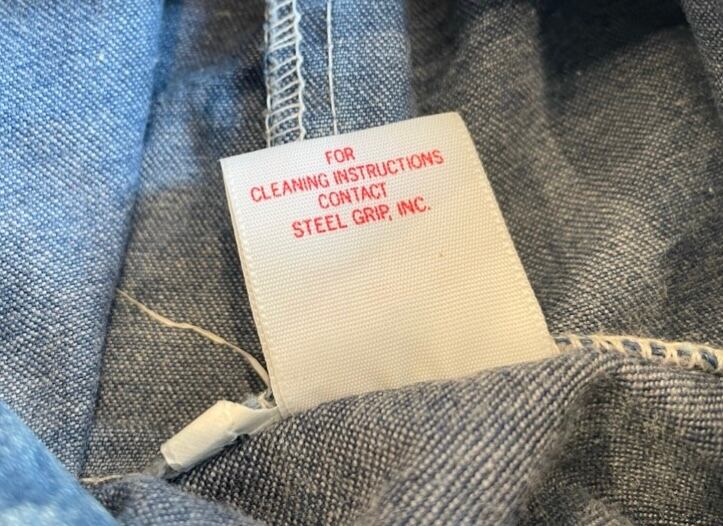 FOR
CLEANING INSTRUCTIONS
CONTACT
STEEL GRIP, INC.